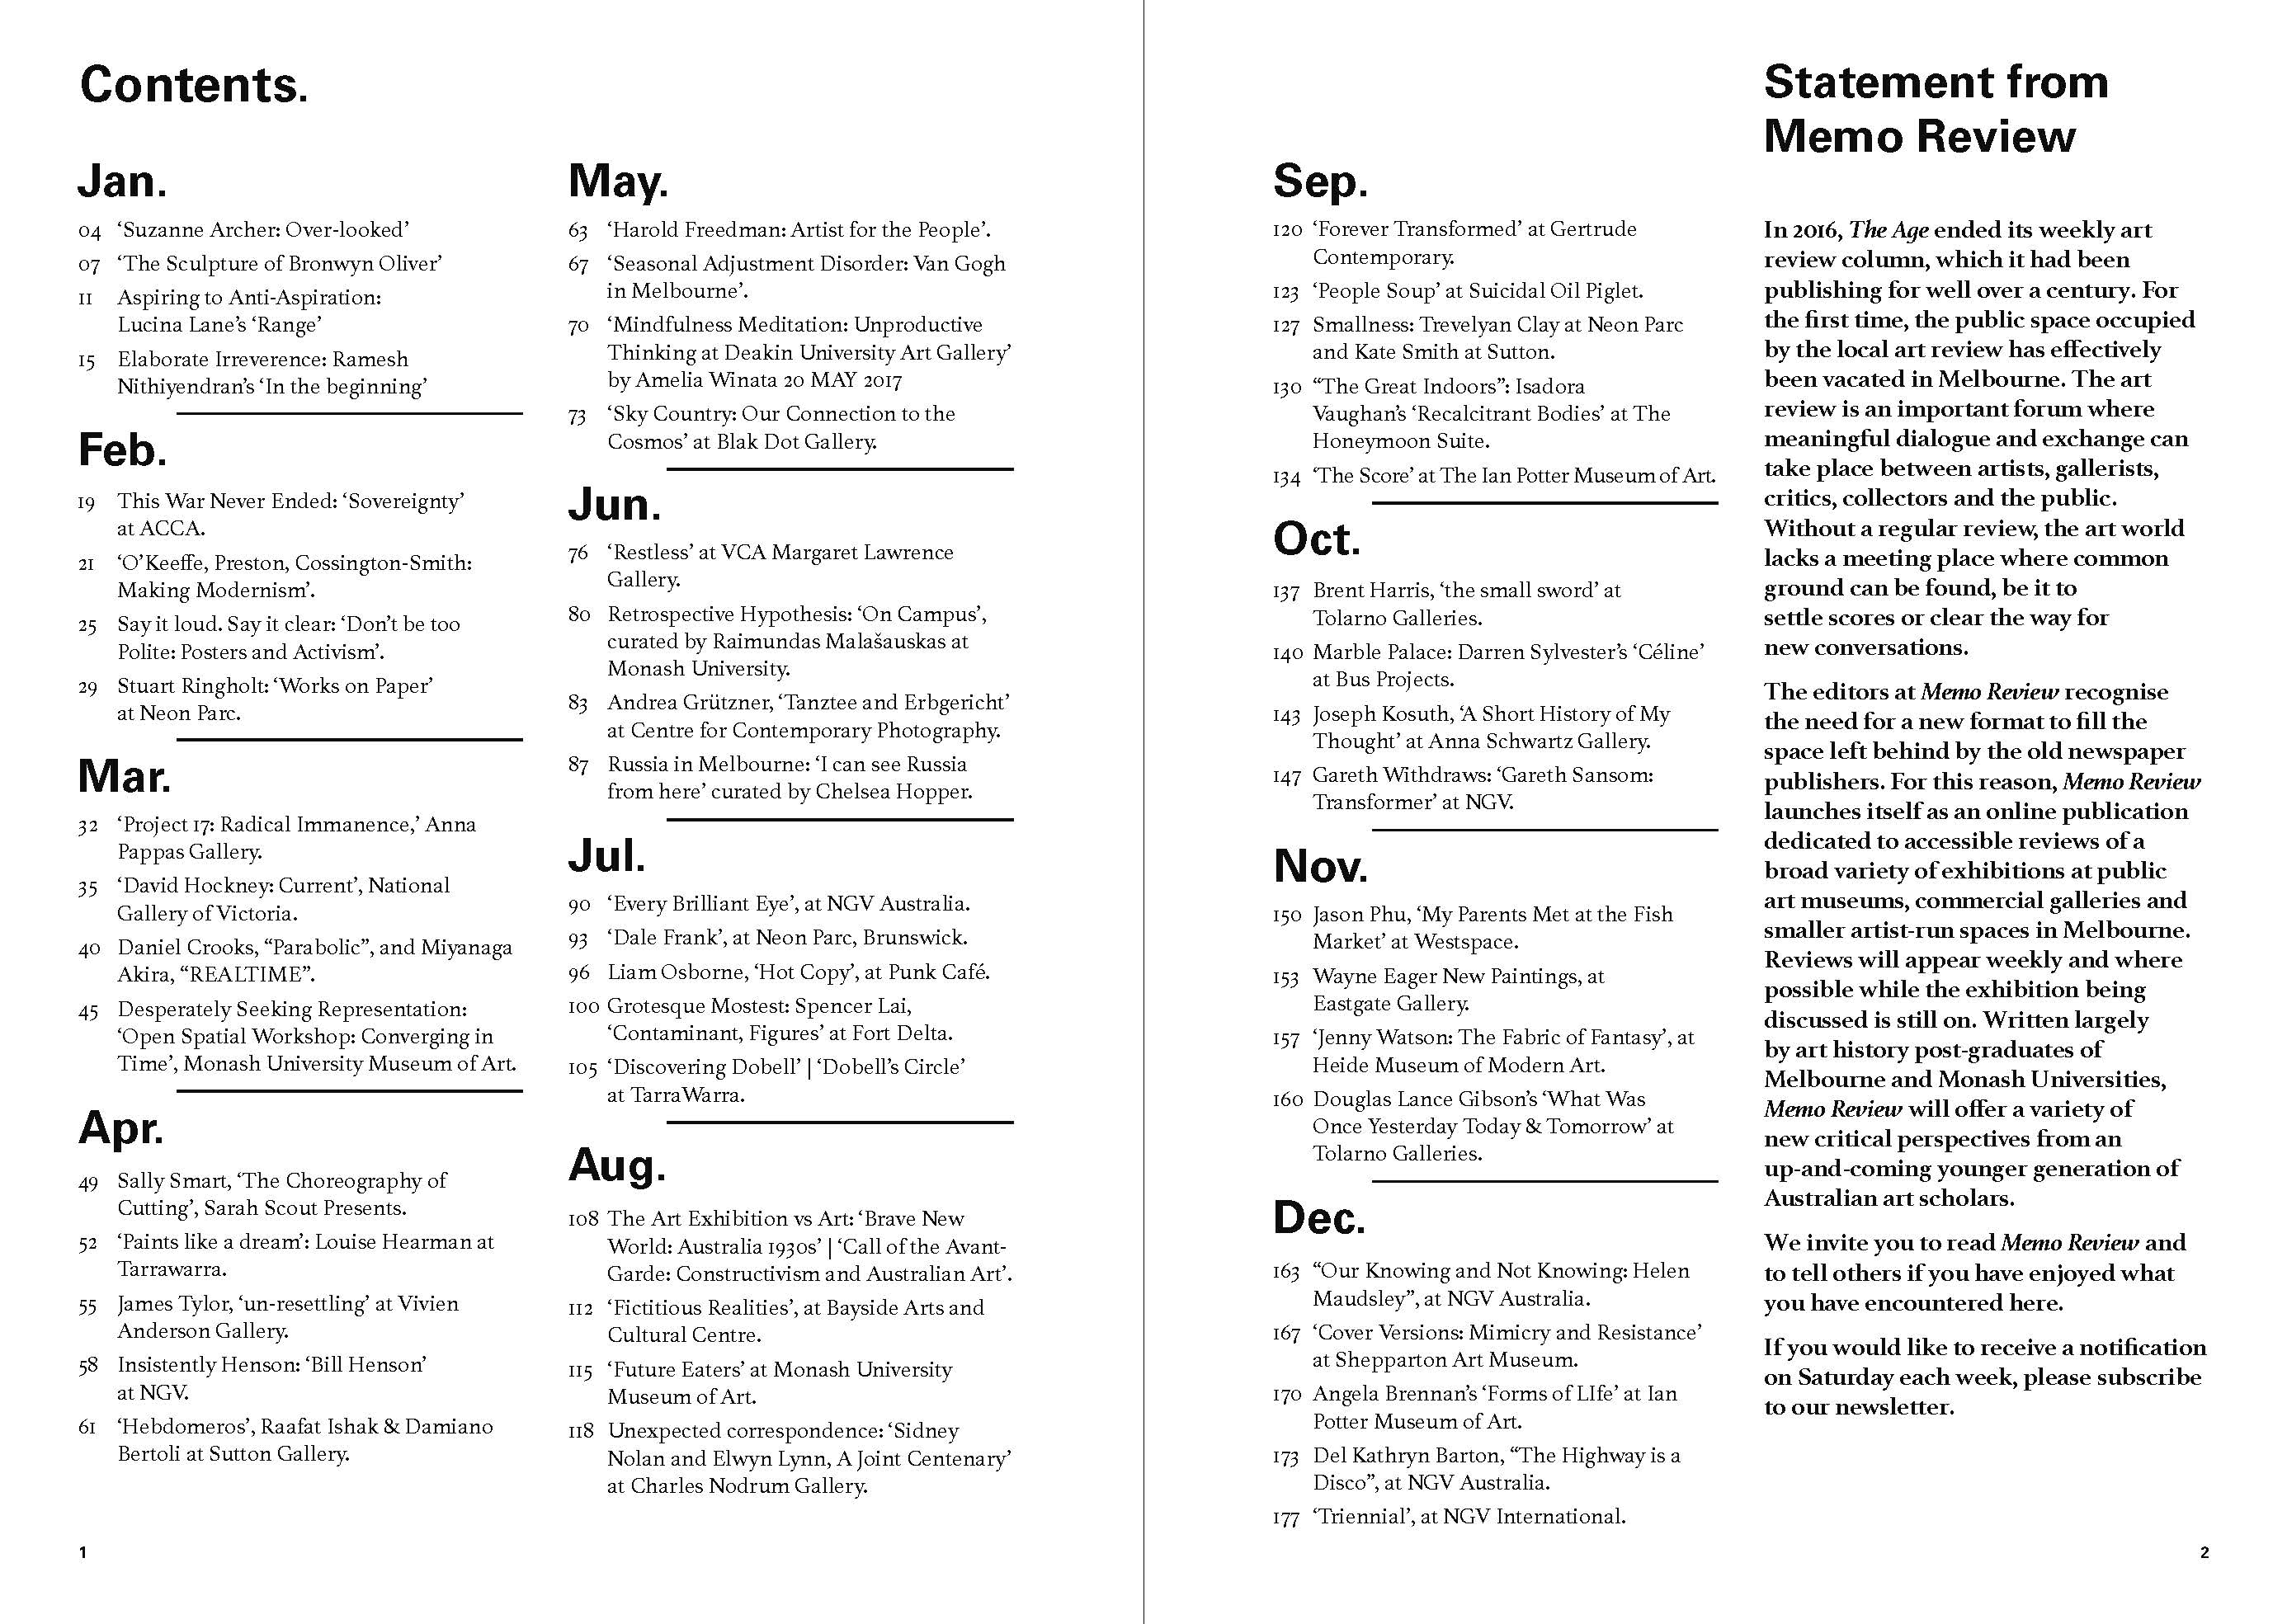 Contents.
Jan.
04 ‘Suzanne Archer: Over-looked’
07 ‘The Sculpture of Bronwyn Oliver’
11 Aspiring to Anti-Aspiration:
Lucina Lane’s ‘Range’
15 Elaborate Irreverence: Ramesh
Nithiyendran’s ‘In the beginning’
Feb.
19 This War Never Ended: ‘Sovereignty’
at ACCA.
21 ‘O’Keeffe, Preston, Cossington-Smith:
Making Modernism’.
25 Say it loud. Say it clear: ‘Don’t be too
Polite: Posters and Activism’.
29 Stuart Ringholt: ‘Works on Paper’
at Neon Parc.
Mar.
32 ‘Project 17: Radical Immanence,’ Anna
Pappas Gallery.
35 ‘David Hockney: Current’, National
Gallery of Victoria.
40 Daniel Crooks, “Parabolic”, and Miyanaga
Akira, “REALTIME”.
45 Desperately Seeking Representation:
‘Open Spatial Workshop: Converging in
Time’, Monash University Museum of Art.
Apr.
49 Sally Smart, ‘The Choreography of
Cutting’, Sarah Scout Presents.
52 ‘Paints like a dream’: Louise Hearman at
Tarrawarra.
55 James Tylor, ‘un-resettling’ at Vivien
Anderson Gallery.
58 Insistently Henson: ‘Bill Henson’
at NGV.
61 ‘Hebdomeros’, Raafat Ishak & Damiano
Bertoli at Sutton Gallery.
May.
63 ‘Harold Freedman: Artist for the People’.
67 ‘Seasonal Adjustment Disorder: Van Gogh
in Melbourne’.
70 ‘Mindfulness Meditation: Unproductive
Thinking at Deakin University Art Gallery’
by Amelia Winata 20 MAY 2017
73 ‘Sky Country: Our Connection to the
Cosmos’ at Blak Dot Gallery.
Jun.
76 ‘Restless’ at VCA Margaret Lawrence
Gallery.
80 Retrospective Hypothesis: ‘On Campus’,
curated by Raimundas Malašauskas at
Monash University.
83 Andrea Grützner, ‘Tanztee and Erbgericht’
at Centre for Contemporary Photography.
87 Russia in Melbourne: ‘I can see Russia
from here’ curated by Chelsea Hopper.
Jul.
90 ‘Every Brilliant Eye’, at NGV Australia.
93 ‘Dale Frank’, at Neon Parc, Brunswick.
96 Liam Osborne, ‘Hot Copy’, at Punk Café.
100 Grotesque Mostest: Spencer Lai,
‘Contaminant, Figures’ at Fort Delta.
105 ‘Discovering Dobell’ | ‘Dobell’s Circle’
at TarraWarra.
Aug.
108 The Art Exhibition vs Art: ‘Brave New
World: Australia 1930s’ | ‘Call of the Avant-
Garde: Constructivism and Australian Art’.
112 ‘Fictitious Realities’, at Bayside Arts and
Cultural Centre.
115 ‘Future Eaters’ at Monash University
Museum of Art.
118 Unexpected correspondence: ‘Sidney
Nolan and Elwyn Lynn, A Joint Centenary’
at Charles Nodrum Gallery.
1
Sep.
120 ‘Forever Transformed’ at Gertrude
Contemporary.
123 ‘People Soup’ at Suicidal Oil Piglet.
127 Smallness: Trevelyan Clay at Neon Parc
and Kate Smith at Sutton.
130 “The Great Indoors”: Isadora
Vaughan’s ‘Recalcitrant Bodies’ at The
Honeymoon Suite.
134 ‘The Score’ at The Ian Potter Museum of Art.
Oct.
137 Brent Harris, ‘the small sword’ at
Tolarno Galleries.
140 Marble Palace: Darren Sylvester’s ‘Céline’
at Bus Projects.
143 Joseph Kosuth, ‘A Short History of My
Thought’ at Anna Schwartz Gallery.
147 Gareth Withdraws: ‘Gareth Sansom:
Transformer’ at NGV.
Nov.
150 Jason Phu, ‘My Parents Met at the Fish
Market’ at Westspace.
153 Wayne Eager New Paintings, at
Eastgate Gallery.
157 ‘Jenny Watson: The Fabric of Fantasy’, at
Heide Museum of Modern Art.
160 Douglas Lance Gibson’s ‘What Was
Once Yesterday Today & Tomorrow’ at
Tolarno Galleries.
Dec.
163 “Our Knowing and Not Knowing: Helen
Maudsley”, at NGV Australia.
167 ‘Cover Versions: Mimicry and Resistance’
at Shepparton Art Museum.
170 Angela Brennan’s ‘Forms of LIfe’ at Ian
Potter Museum of Art.
173 Del Kathryn Barton, “The Highway is a
Disco”, at NGV Australia.
177 ‘Triennial’, at NGV International.
Statement from
Memo Review
In 2016, The Age ended its weekly art
review column, which it had been
publishing for well over a century. For
the first time, the public space occupied
by the local art review has effectively
been vacated in Melbourne. The art
review is an important forum where
meaningful dialogue and exchange can
take place between artists, gallerists,
critics, collectors and the public.
Without a regular review, the art world
lacks a meeting place where common
ground can be found, be it to
settle scores or clear the way for
new conversations.
The editors at Memo Review recognise
the need for a new format to fill the
space left behind by the old newspaper
publishers. For this reason, Memo Review
launches itself as an online publication
dedicated to accessible reviews of a
broad variety of exhibitions at public
art museums, commercial galleries and
smaller artist-run spaces in Melbourne.
Reviews will appear weekly and where
possible while the exhibition being
discussed is still on. Written largely
by art history post-graduates of
Melbourne and Monash Universities,
Memo Review will offer a variety of
new critical perspectives from an
up-and-coming younger generation of
Australian art scholars.
We invite you to read Memo Review and
to tell others if you have enjoyed what
you have encountered here.
If you would like to receive a notification
on Saturday each week, please subscribe
to our newsletter.
2